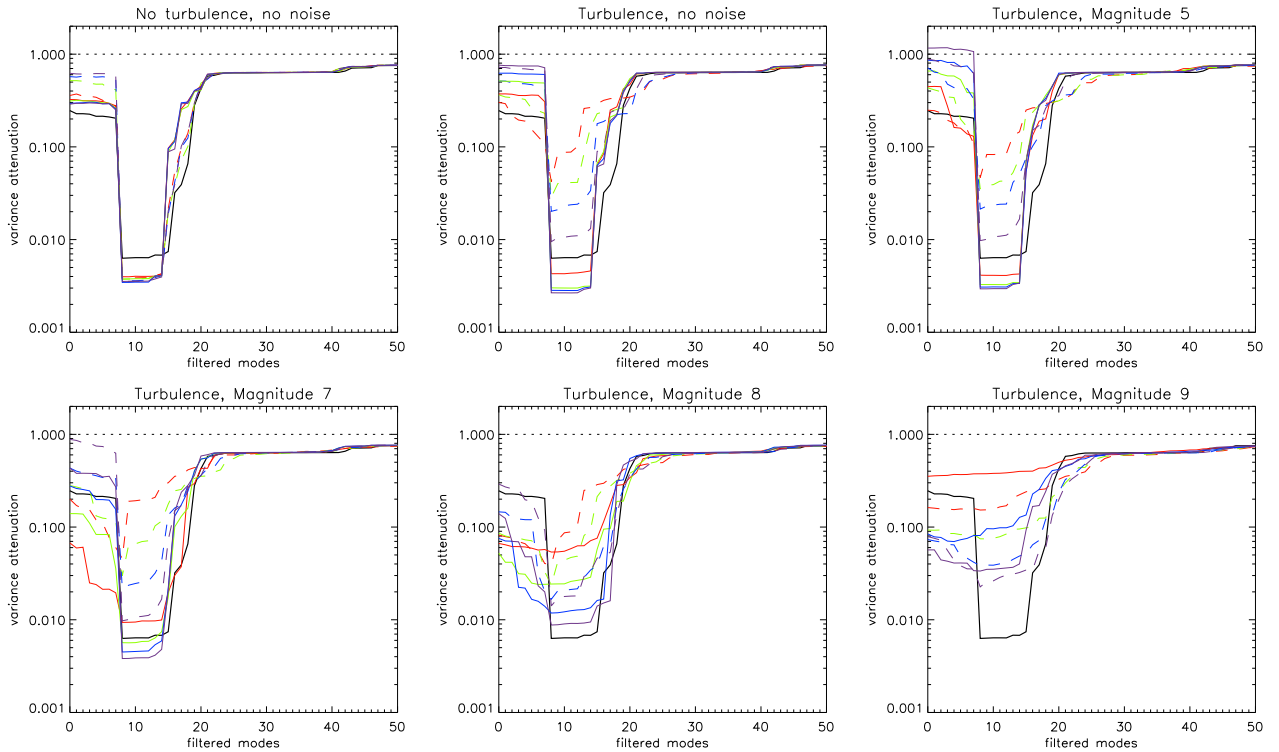 No turbulence, no noise
1.000
0.100
0.010
0.001
variance attenuation
0 10 20 30 40 50
filtered modes
Turbulence, no noise
1.000
0.100
0.010
0.001
variance attenuation
0 10 20 30 40 50
filtered modes
Turbulence, Magnitude 5
1.000
0.100
0.010
0.001
variance attenuation
0 10 20 30 40 50
filtered modes
Turbulence, Magnitude 7
1.000
0.100
0.010
0.001
variance attenuation
0 10 20 30 40 50
filtered modes
Turbulence, Magnitude 8
1.000
0.100
0.010
0.001
variance attenuation
0 10 20 30 40 50
filtered modes
Turbulence, Magnitude 9
1.000
0.100
0.010
0.001
variance attenuation
0 10 20 30 40 50
filtered modes